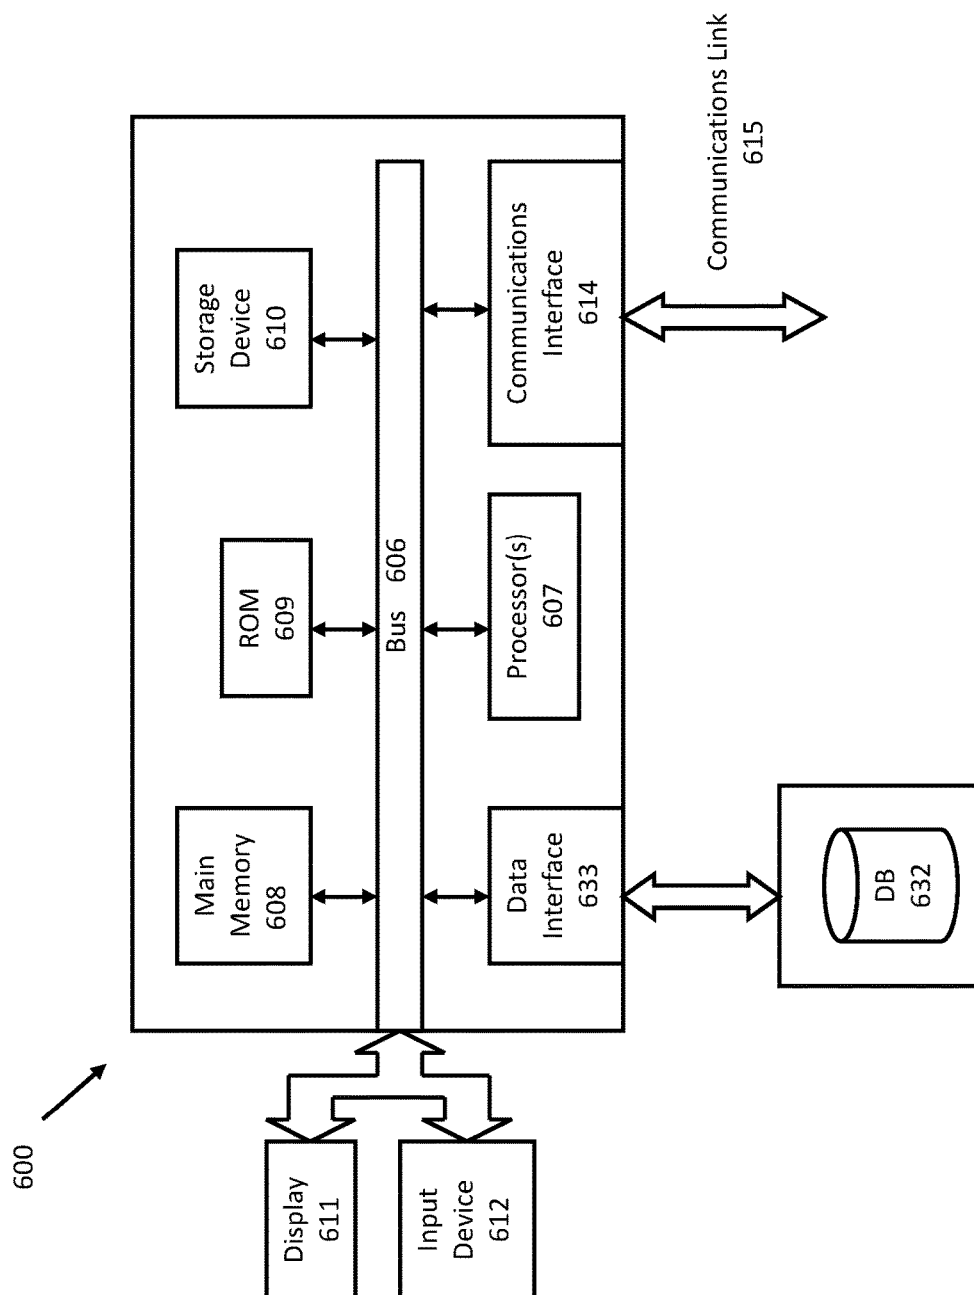 600
Main
Memory
608
ROM
609
Storage
Device
610
Display
611
Bus 606
Input
Device
612
Data
Interface
633
Processor(s)
607
Communications
Interface
614
DB
632
Communications Link
615